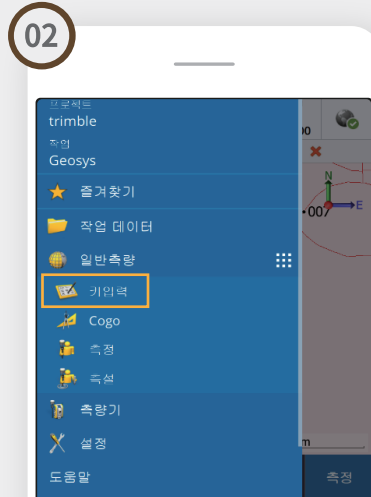 02
프로젝트
trimble
작업
Geosys
00
즐겨찾기
N
007
E
작업 데이터
일반측량
키입력
Cogo
측정
측설
측량기
설정
m
도움말
측정